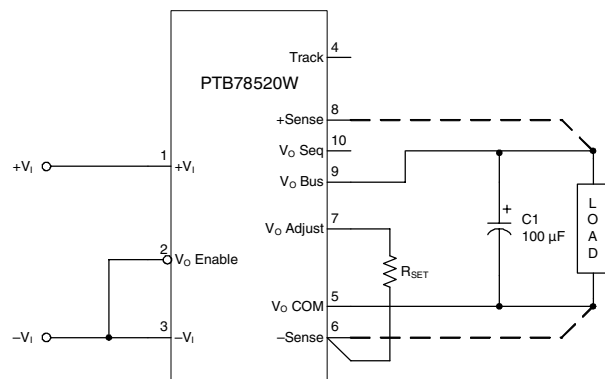 4
Track
PTB78520W
8
+Sense
10
V_O Seq
1
9
+V_I
+V_I
V_O Bus
L
O
A
D
+
C1
100 µF
7
V_O Adjust
2
V_O Enable
R_SET
5
V_O COM
3
6
–V_I
–V_I
–Sense